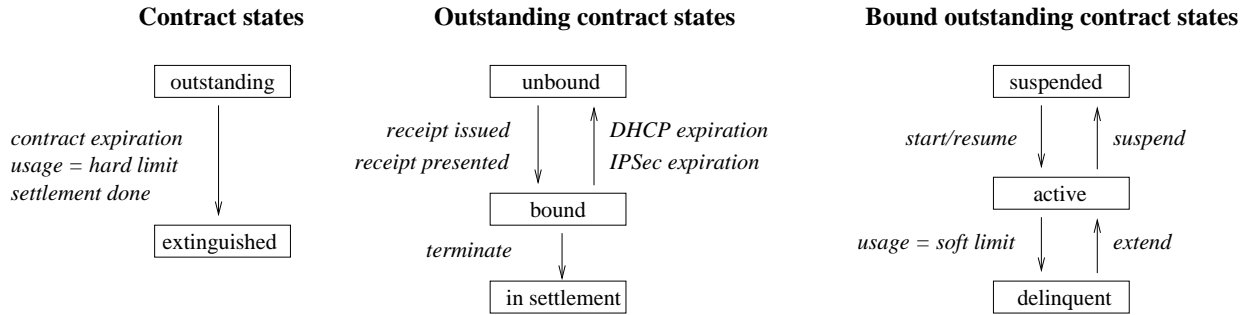 Contract states
outstanding
contract expiration
usage = hard limit
settlement done
extinguished
Outstanding contract states
unbound
receipt issued
receipt presented
DHCP expiration
IPSec expiration
bound
terminate
in settlement
Bound outstanding contract states
suspended
start/resume
suspend
active
usage = soft limit
extend
delinquent